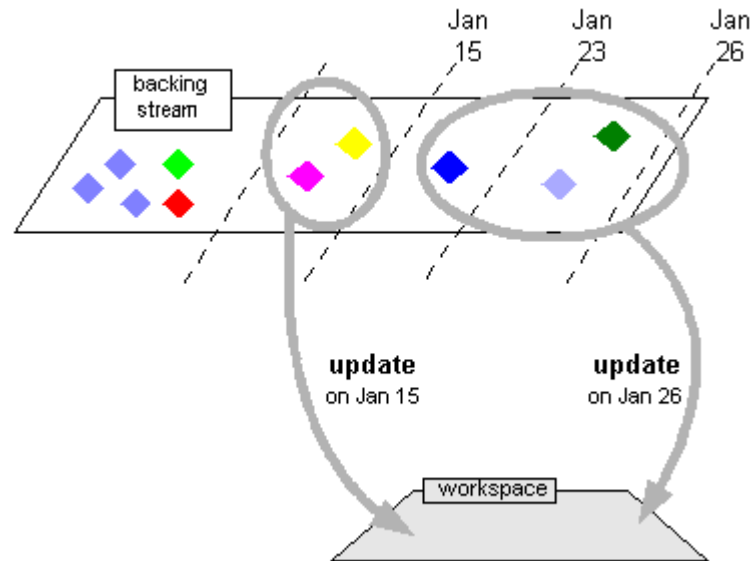 Jan
15
Jan
23
Jan
26
backing
stream
update
on Jan 15
update
on Jan 26
workspace